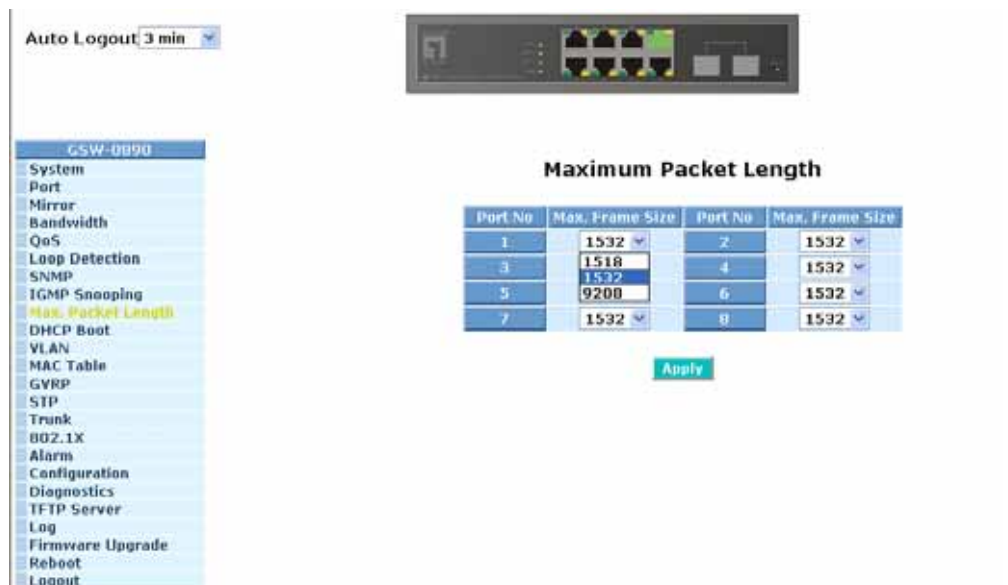 Auto Logout 3 min
GSW-0890
System
Port
Mirror
Bandwidth
QoS
Loop Detection
SNMP
IGMP Snooping
Max. Packet Length
DHCP Boot
VLAN
MAC Table
GVRP
STP
Trunk
802.1X
Alarm
Configuration
Diagnostics
TFTP Server
Log
Firmware Upgrade
Reboot
Logout
Maximum Packet Length
Port No Max. Frame Size Port No Max. Frame Size
1 1532 2 1532
1518
1532
9208
3 4 1532
5 6 1532
7 1532 8 1532
Apply